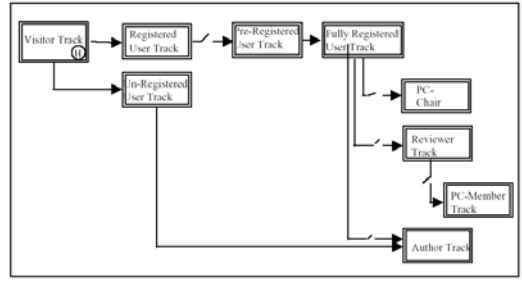 Visitor Track
H
Registered
User Track
Pre-Registered
User Track
Fully Registered
User Track
Un-Registered
User Track
PC-
Chair
Reviewer
Track
PC-Member
Track
Author Track